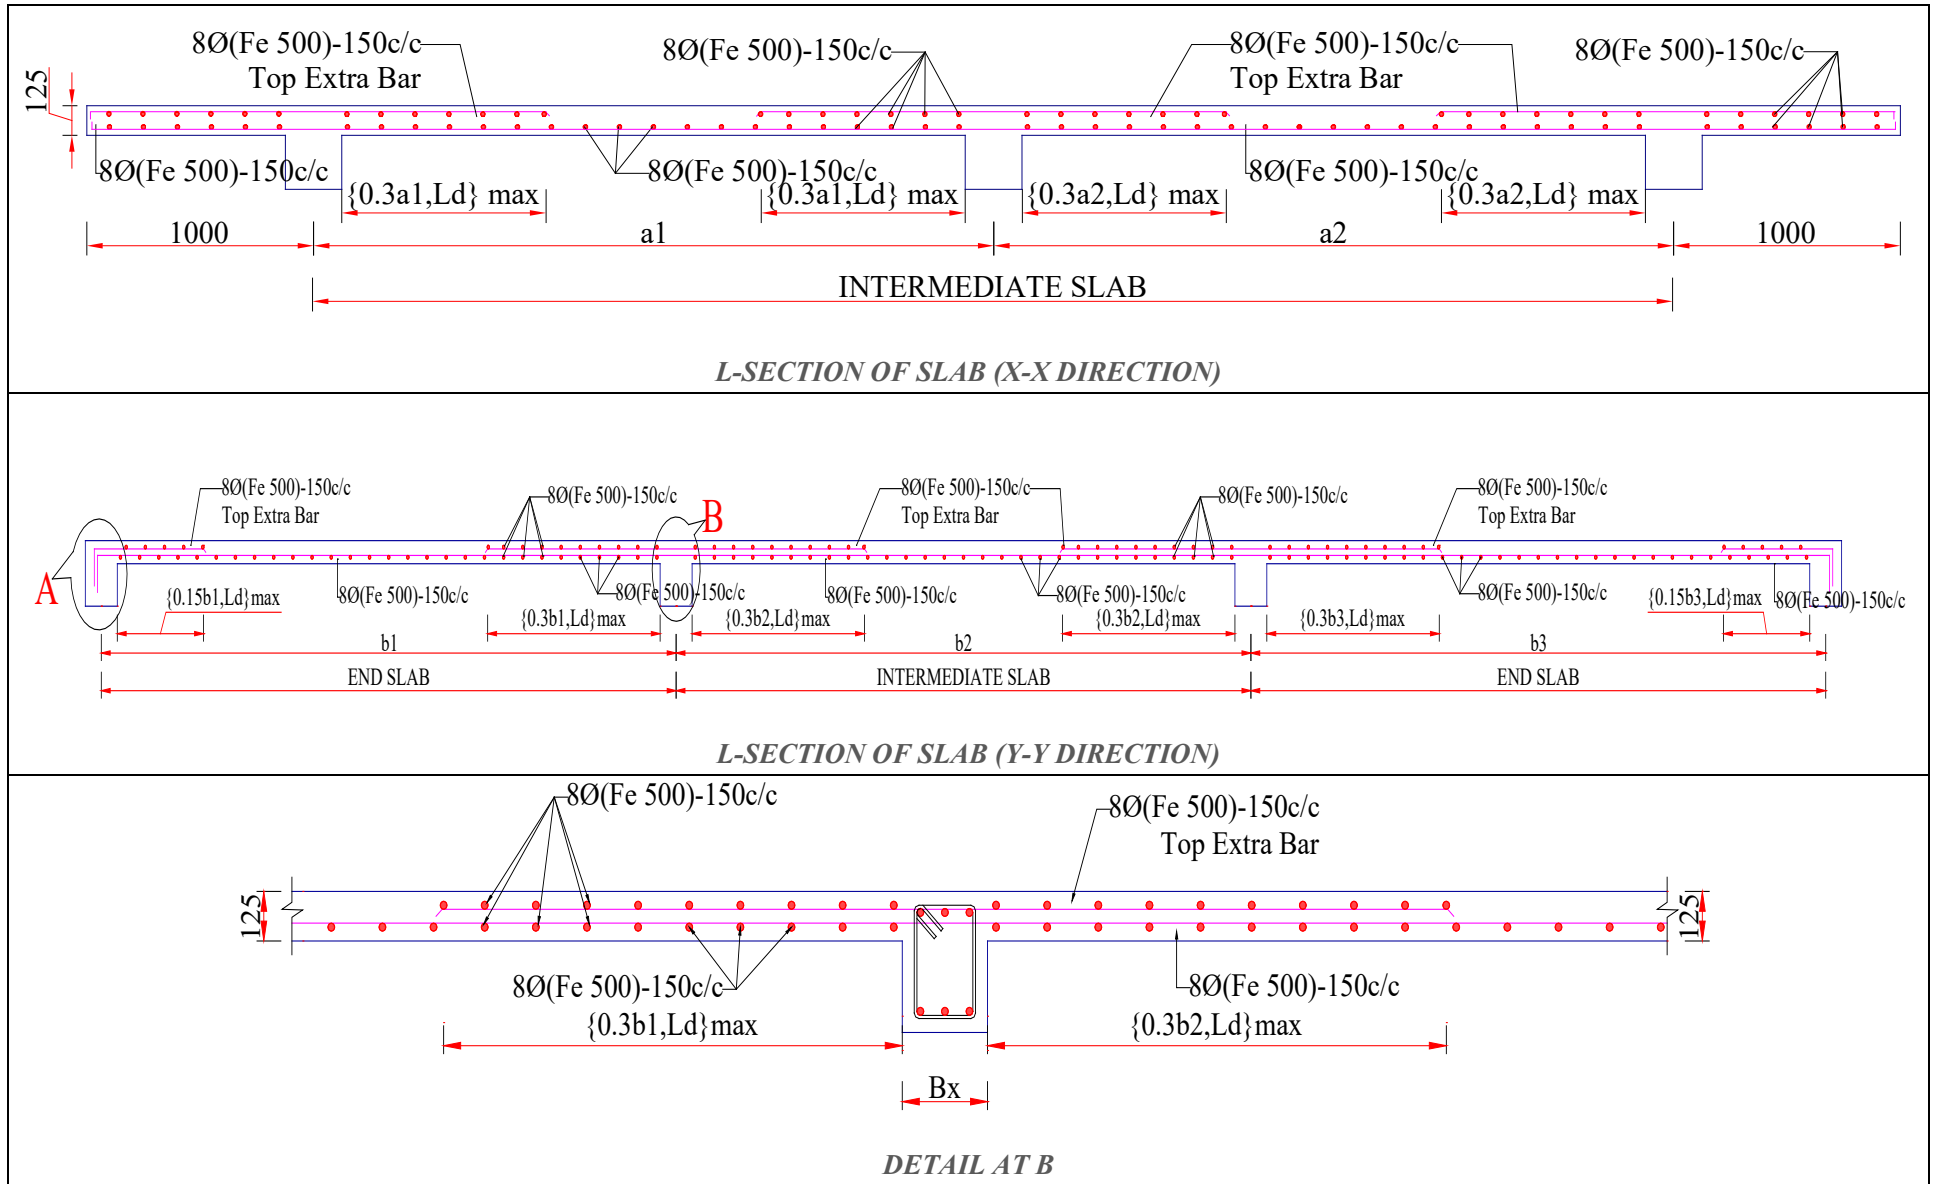 8Ø(Fe 500)-150c/c
Top Extra Bar
8Ø(Fe 500)-150c/c
8Ø(Fe 500)-150c/c
Top Extra Bar
8Ø(Fe 500)-150c/c
125
8Ø(Fe 500)-150c/c
8Ø(Fe 500)-150c/c
8Ø(Fe 500)-150c/c
{0.3a1,Ld} max
{0.3a1,Ld} max
{0.3a2,Ld} max
{0.3a2,Ld} max
1000
a1
a2
1000
INTERMEDIATE SLAB
L-SECTION OF SLAB (X-X DIRECTION)
8Ø(Fe 500)-150c/c
Top Extra Bar
8Ø(Fe 500)-150c/c
B
8Ø(Fe 500)-150c/c
Top Extra Bar
8Ø(Fe 500)-150c/c
8Ø(Fe 500)-150c/c
Top Extra Bar
A
{0.15b1,Ld}max
8Ø(Fe 500)-150c/c
8Ø(Fe 500)-150c/c
8Ø(Fe 500)-150c/c
8Ø(Fe 500)-150c/c
8Ø(Fe 500)-150c/c
{0.15b3,Ld}max
8Ø(Fe 500)-150c/c
{0.3b1,Ld}max
{0.3b2,Ld}max
{0.3b2,Ld}max
{0.3b3,Ld}max
b1
b2
b3
END SLAB
INTERMEDIATE SLAB
END SLAB
L-SECTION OF SLAB (Y-Y DIRECTION)
8Ø(Fe 500)-150c/c
8Ø(Fe 500)-150c/c
Top Extra Bar
125
125
8Ø(Fe 500)-150c/c
8Ø(Fe 500)-150c/c
{0.3b1,Ld}max
{0.3b2,Ld}max
Bx
DETAIL AT B